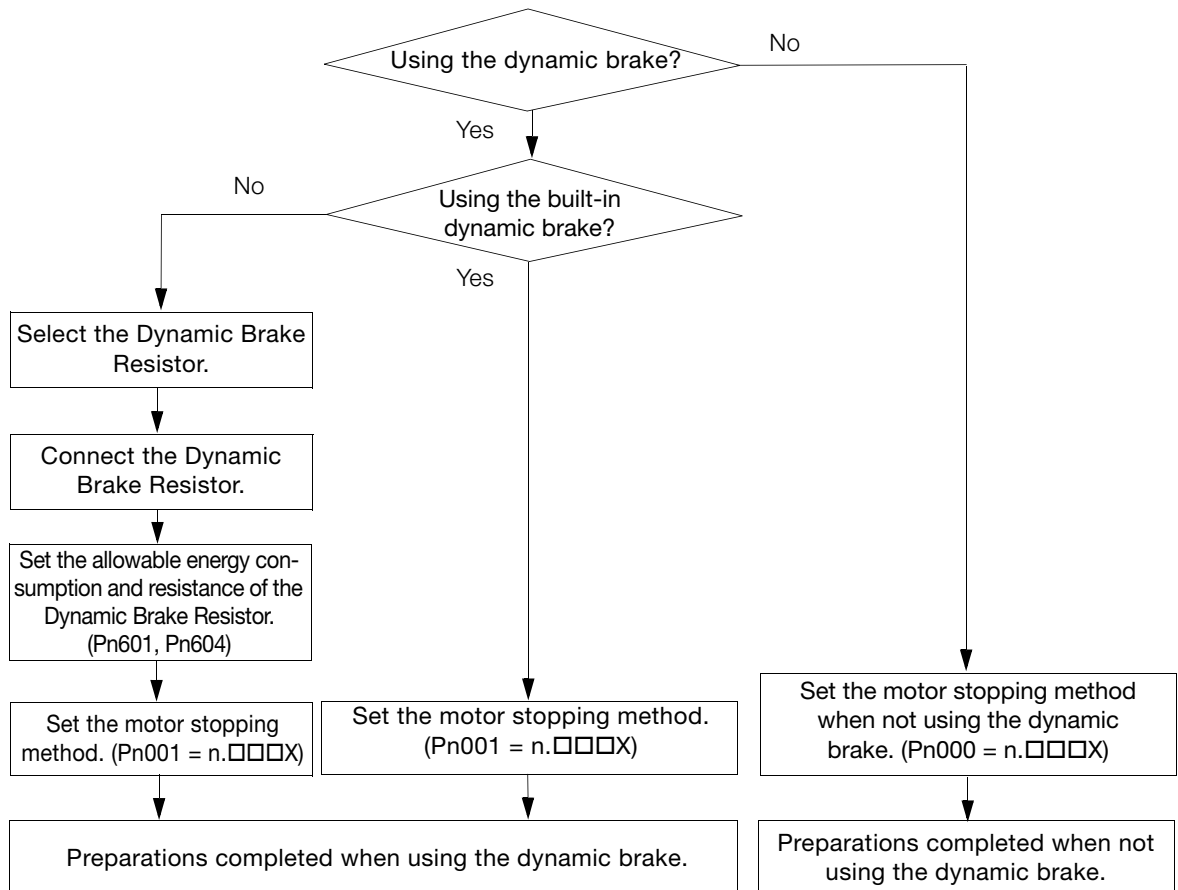 Using the dynamic brake?
No
Yes
Using the built-in
dynamic brake?
No
Yes
Select the Dynamic Brake
Resistor.
Connect the Dynamic
Brake Resistor.
Set the allowable energy con-
sumption and resistance of the
Dynamic Brake Resistor.
(Pn601, Pn604)
Set the motor stopping
method. (Pn001 = n.□□□X)
Set the motor stopping method.
(Pn001 = n.□□□X)
Set the motor stopping method
when not using the dynamic
brake. (Pn000 = n.□□□X)
Preparations completed when using the dynamic brake.
Preparations completed when not
using the dynamic brake.